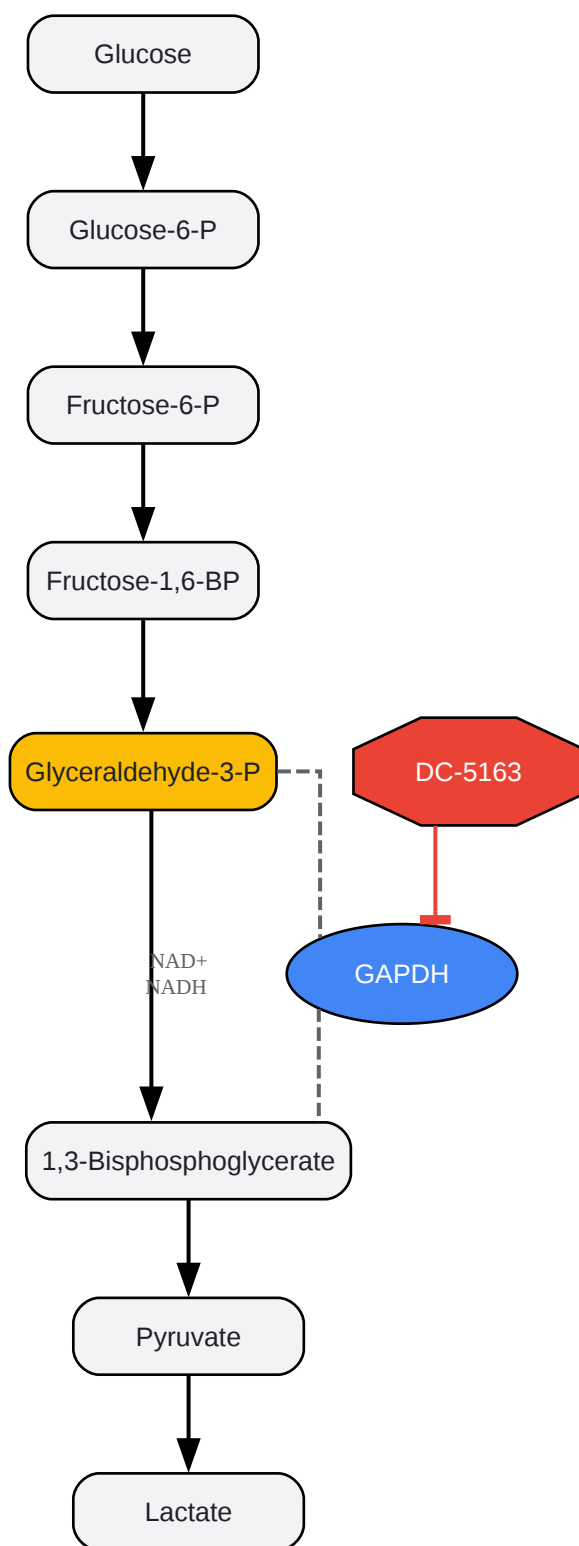 Glucose
Glucose-6-P
Fructose-6-P
Fructose-1,6-BP
Glyceraldehyde-3-P
DC-5163
NAD+
NADH
GAPDH
1,3-Bisphosphoglycerate
Pyruvate
Lactate